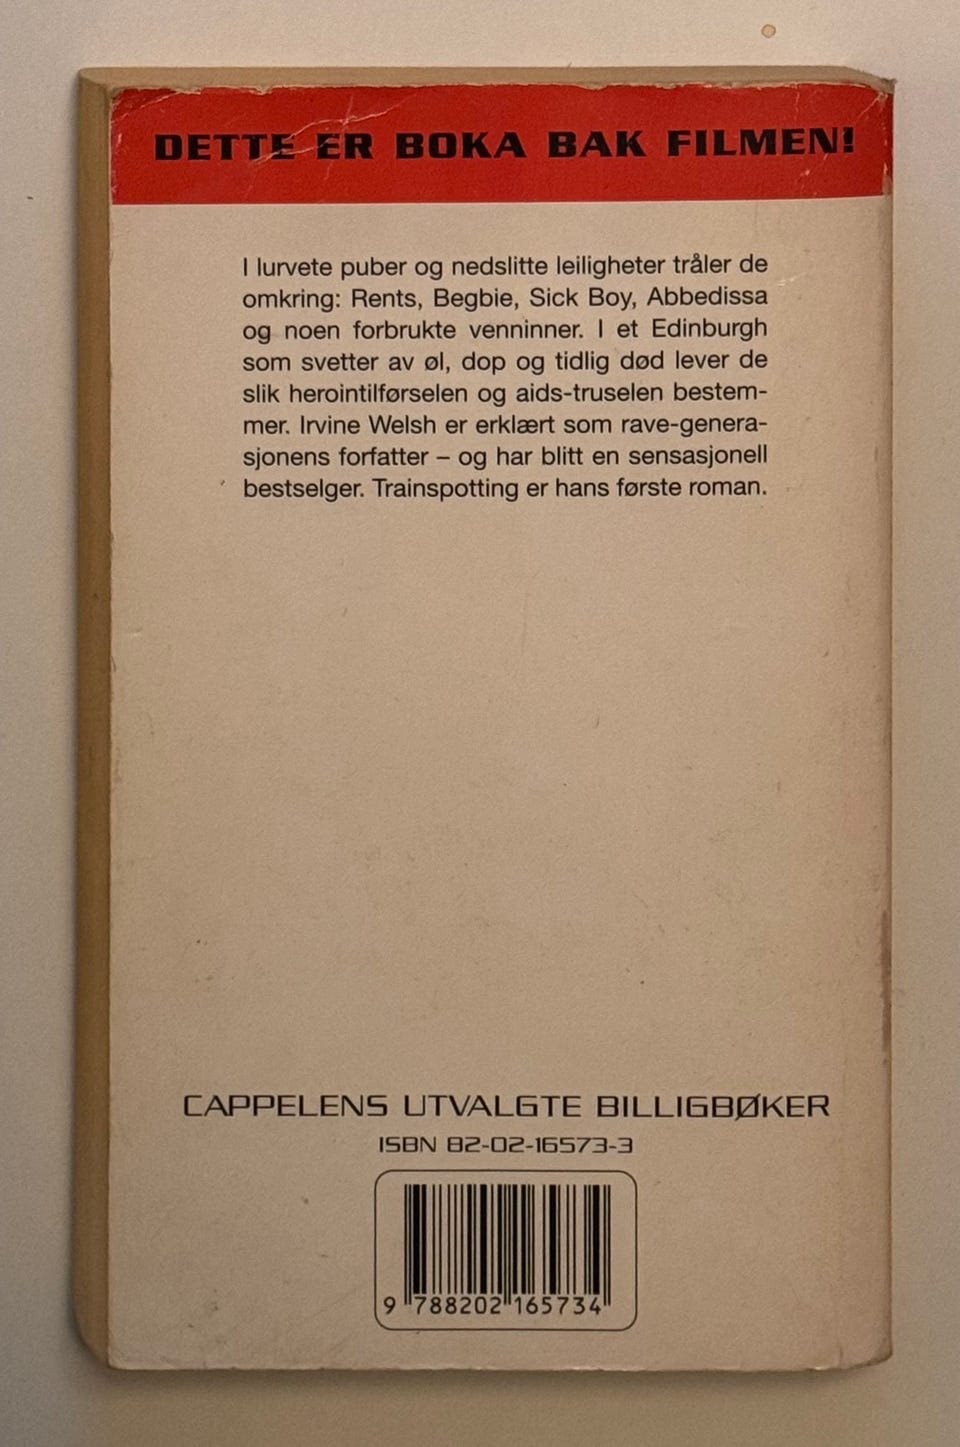 DETTE ER BOKA BAK FILMEN!
I lurvete puber og nedslitte leiligheter tråler de
omkring: Rents, Begbie, Sick Boy, Abbedissa
og noen forbrukte venninner. I et Edinburgh
som svetter av øl, dop og tidlig død lever de
slik herointilførselen og aids-truselen bestem-
mer. Irvine Welsh er erklært som rave-genera-
sjonens forfatter – og har blitt en sensasjonell
bestselger. Trainspotting er hans første roman.
CAPPELENS UTVALGTE BILLIGBØKER
ISBN 82-02-16573-3
9 788202 165734